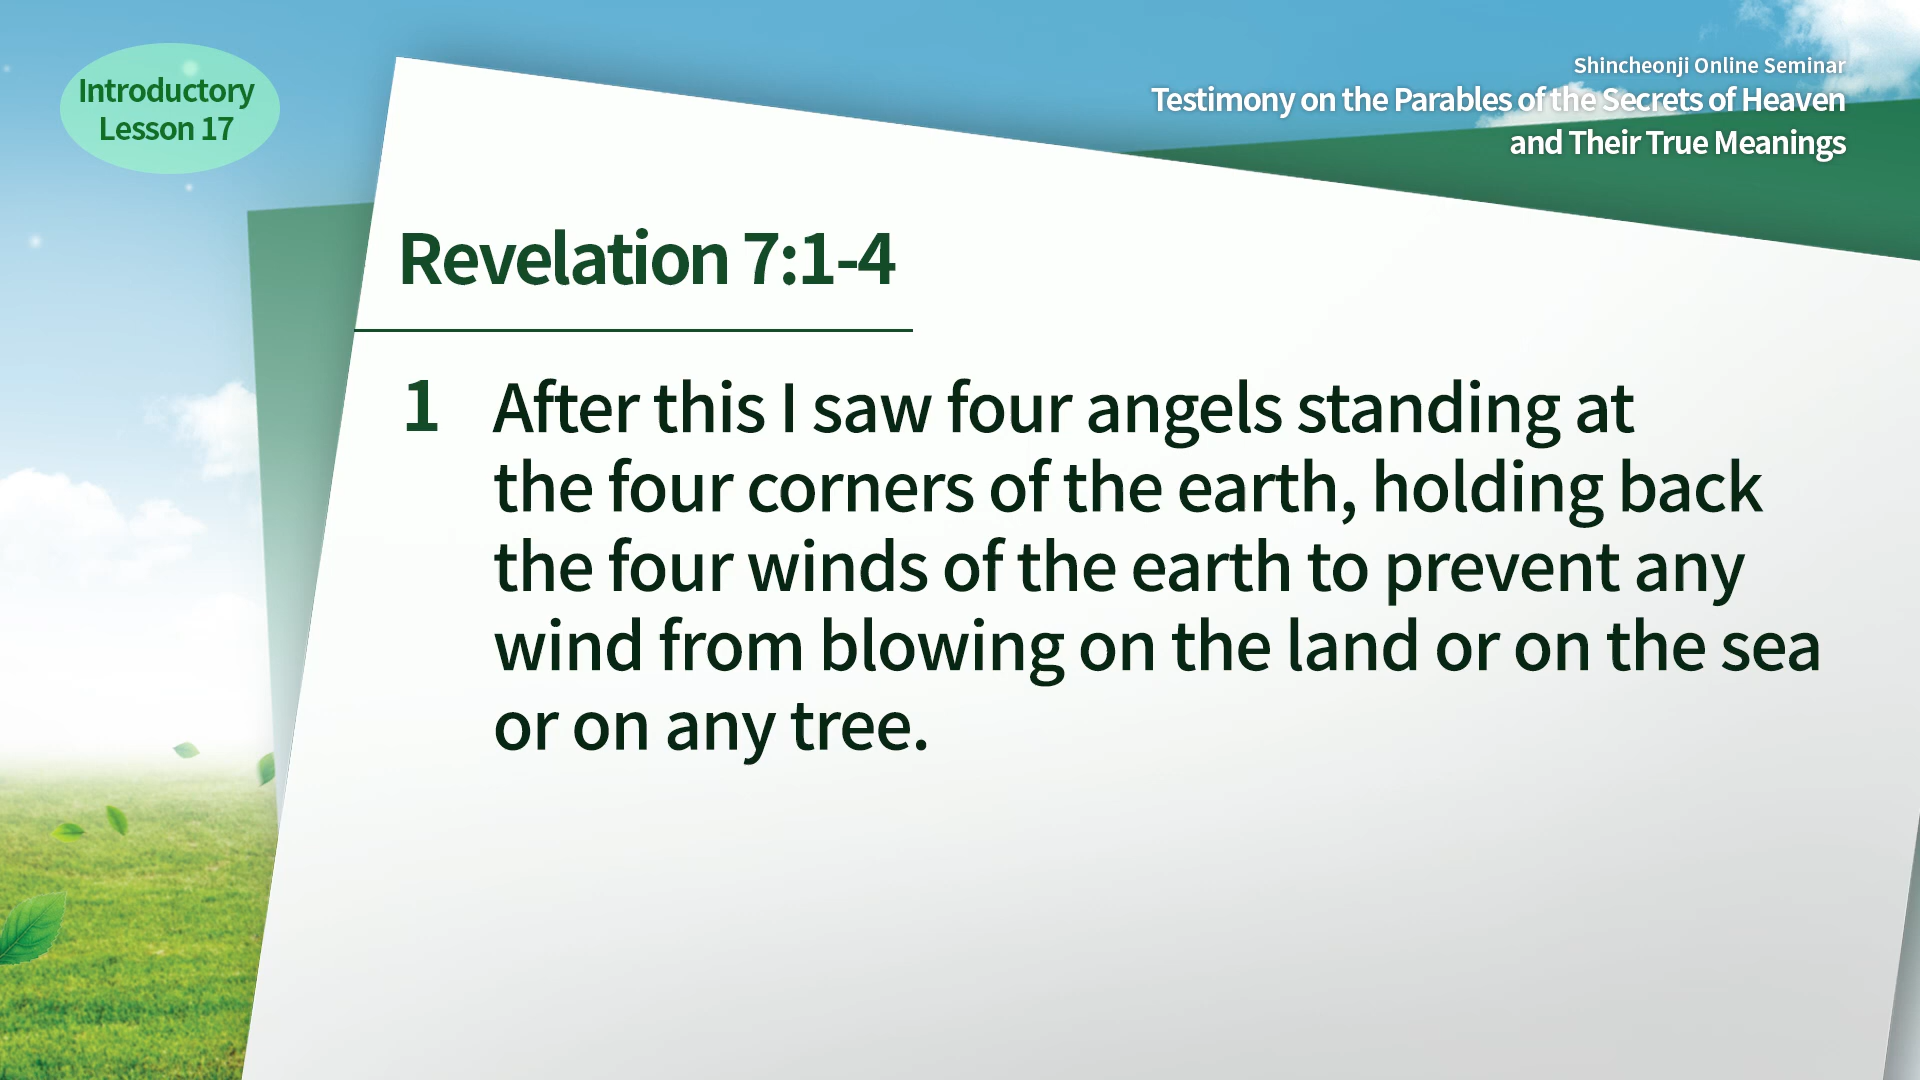 Introductory
Lesson 17
Shincheonji Online Seminar
Testimony on the Parables of the Secrets of Heaven
and Their True Meanings
Revelation 7:1-4
1 After this I saw four angels standing at
the four corners of the earth, holding back
the four winds of the earth to prevent any
wind from blowing on the land or on the sea
or on any tree.